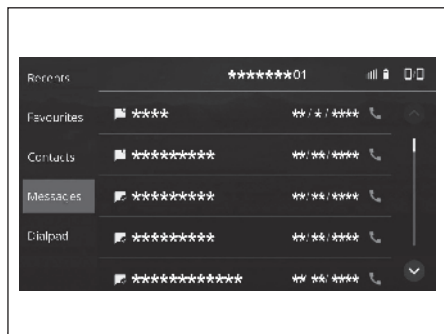 Recents *******01
Favourites **** **/*/****
Contacts ********* **/**/****
Messages ********* **/**/****
Dialpad ********* **/**/****
************ **/**/****